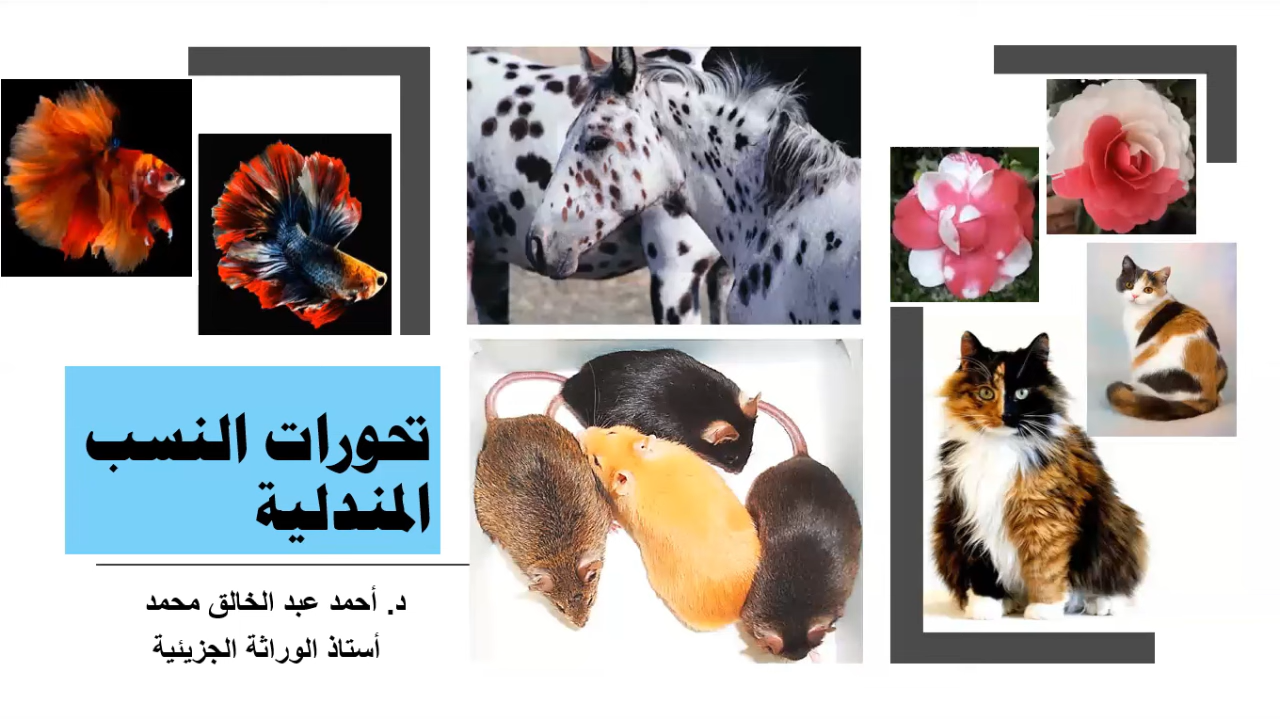 تحورات النسب
المندلية
د. أحمد عبد الخالق محمد
أستاذ الوراثة الجزيئية